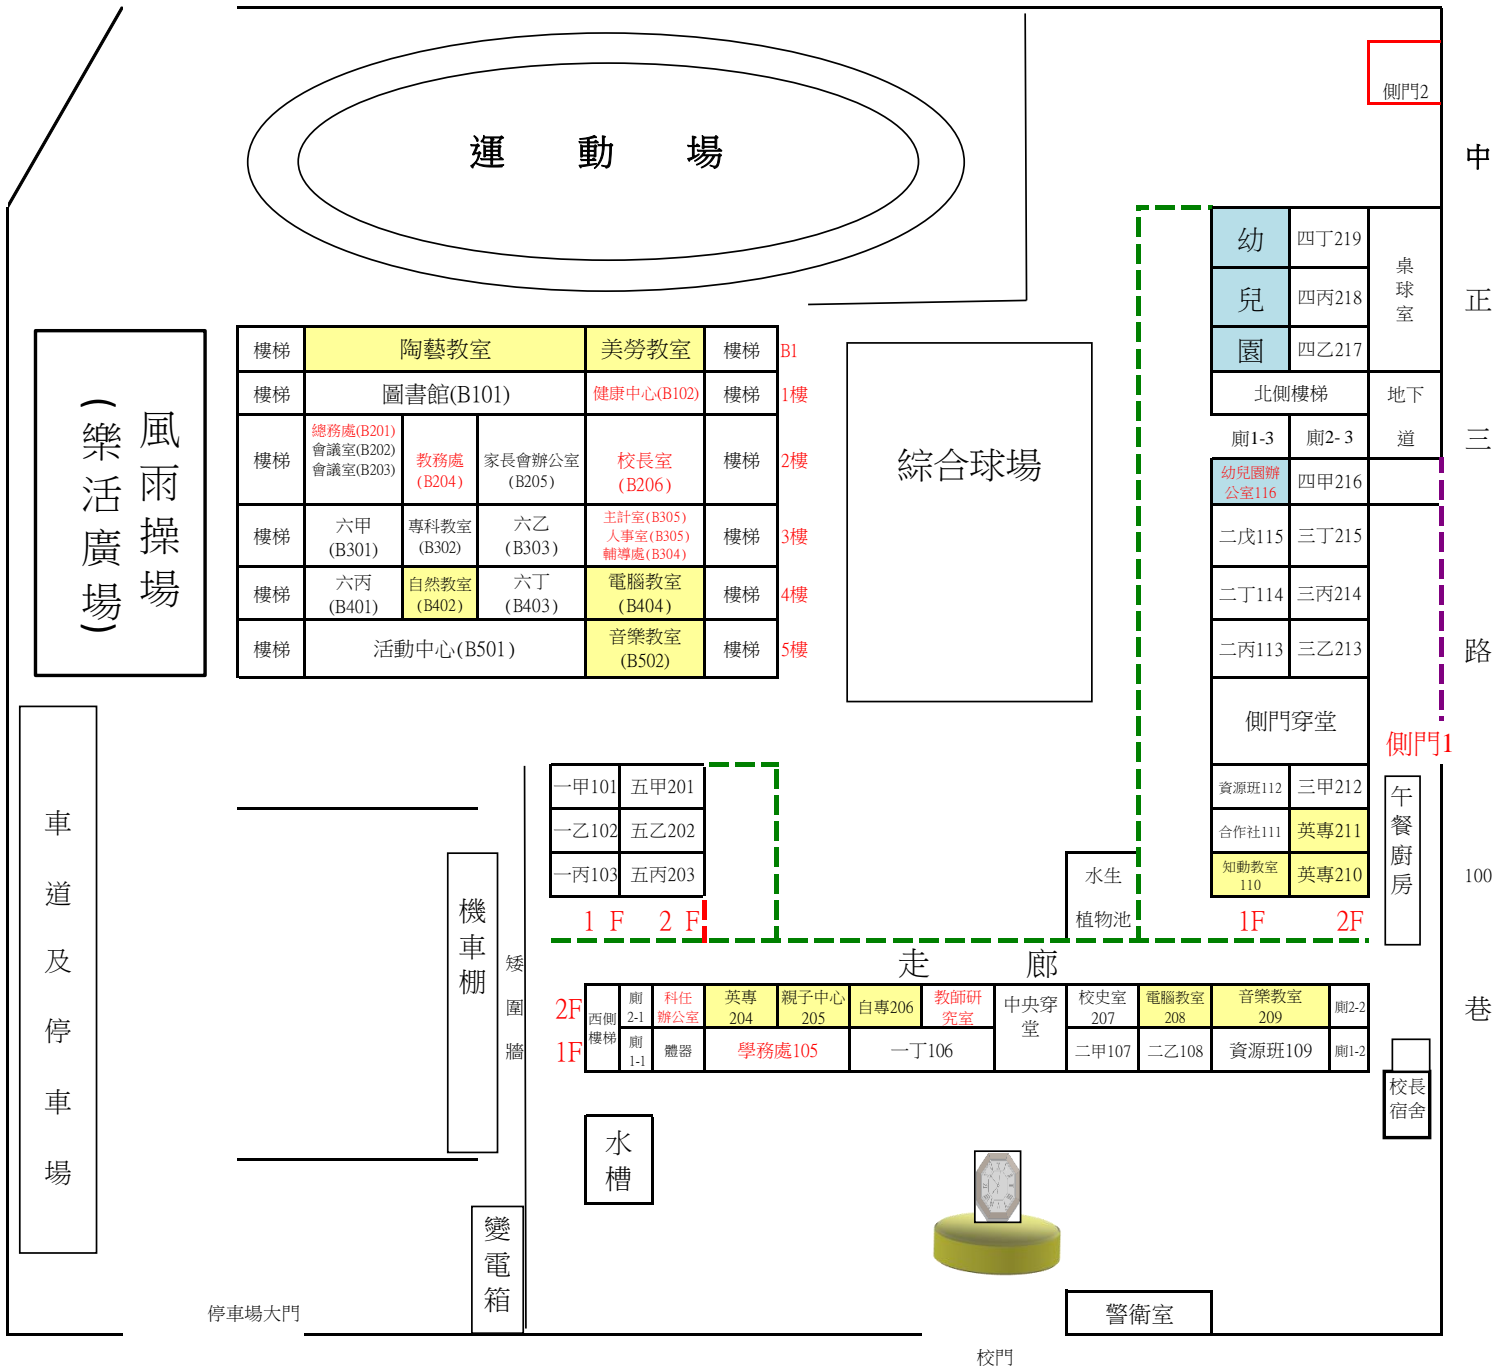 側門2
運動場
中
正
三
路
100
巷
幼
兒
園
四丁219
四丙218
四乙217
桌球室
北側樓梯
地下道
廁1-3
廁2-3
幼兒園辦
公室116
四甲216
二戊115
三丁215
二丁114
三丙214
二丙113
三乙213
側門穿堂
側門1
資源班112
三甲212
合作社111
英專211
知動教室
110
英專210
1F
2F
午餐廚房
風雨操場
(樂活廣場)
樓梯
陶藝教室
美勞教室
樓梯
B1
樓梯
圖書館(B101)
健康中心(B102)
樓梯
1樓
樓梯
總務處(B201)
會議室(B202)
會議室(B203)
教務處
(B204)
家長會辦公室
(B205)
校長室
(B206)
樓梯
2樓
樓梯
六甲
(B301)
專科教室
(B302)
六乙
(B303)
主計室(B305)
人事室(B305)
輔導處(B304)
樓梯
3樓
樓梯
六丙
(B401)
自然教室
(B402)
六丁
(B403)
電腦教室
(B404)
樓梯
4樓
樓梯
活動中心(B501)
音樂教室
(B502)
樓梯
5樓
綜合球場
車道及停車場
機車棚
矮圍牆
一甲101
五甲201
一乙102
五乙202
一丙103
五丙203
1 F
2 F
水生
植物池
走廊
2F
1F
西側
樓梯
廁
2-1
科任
辦公室
英專
204
親子中心
205
自專206
教師研
究室
中央穿
堂
校史室
207
電腦教室
208
音樂教室
209
廁2-2
廁
1-1
體器
學務處105
一丁106
二甲107
二乙108
資源班109
廁1-2
校長
宿舍
水槽
變電箱
停車場大門
警衛室
校門